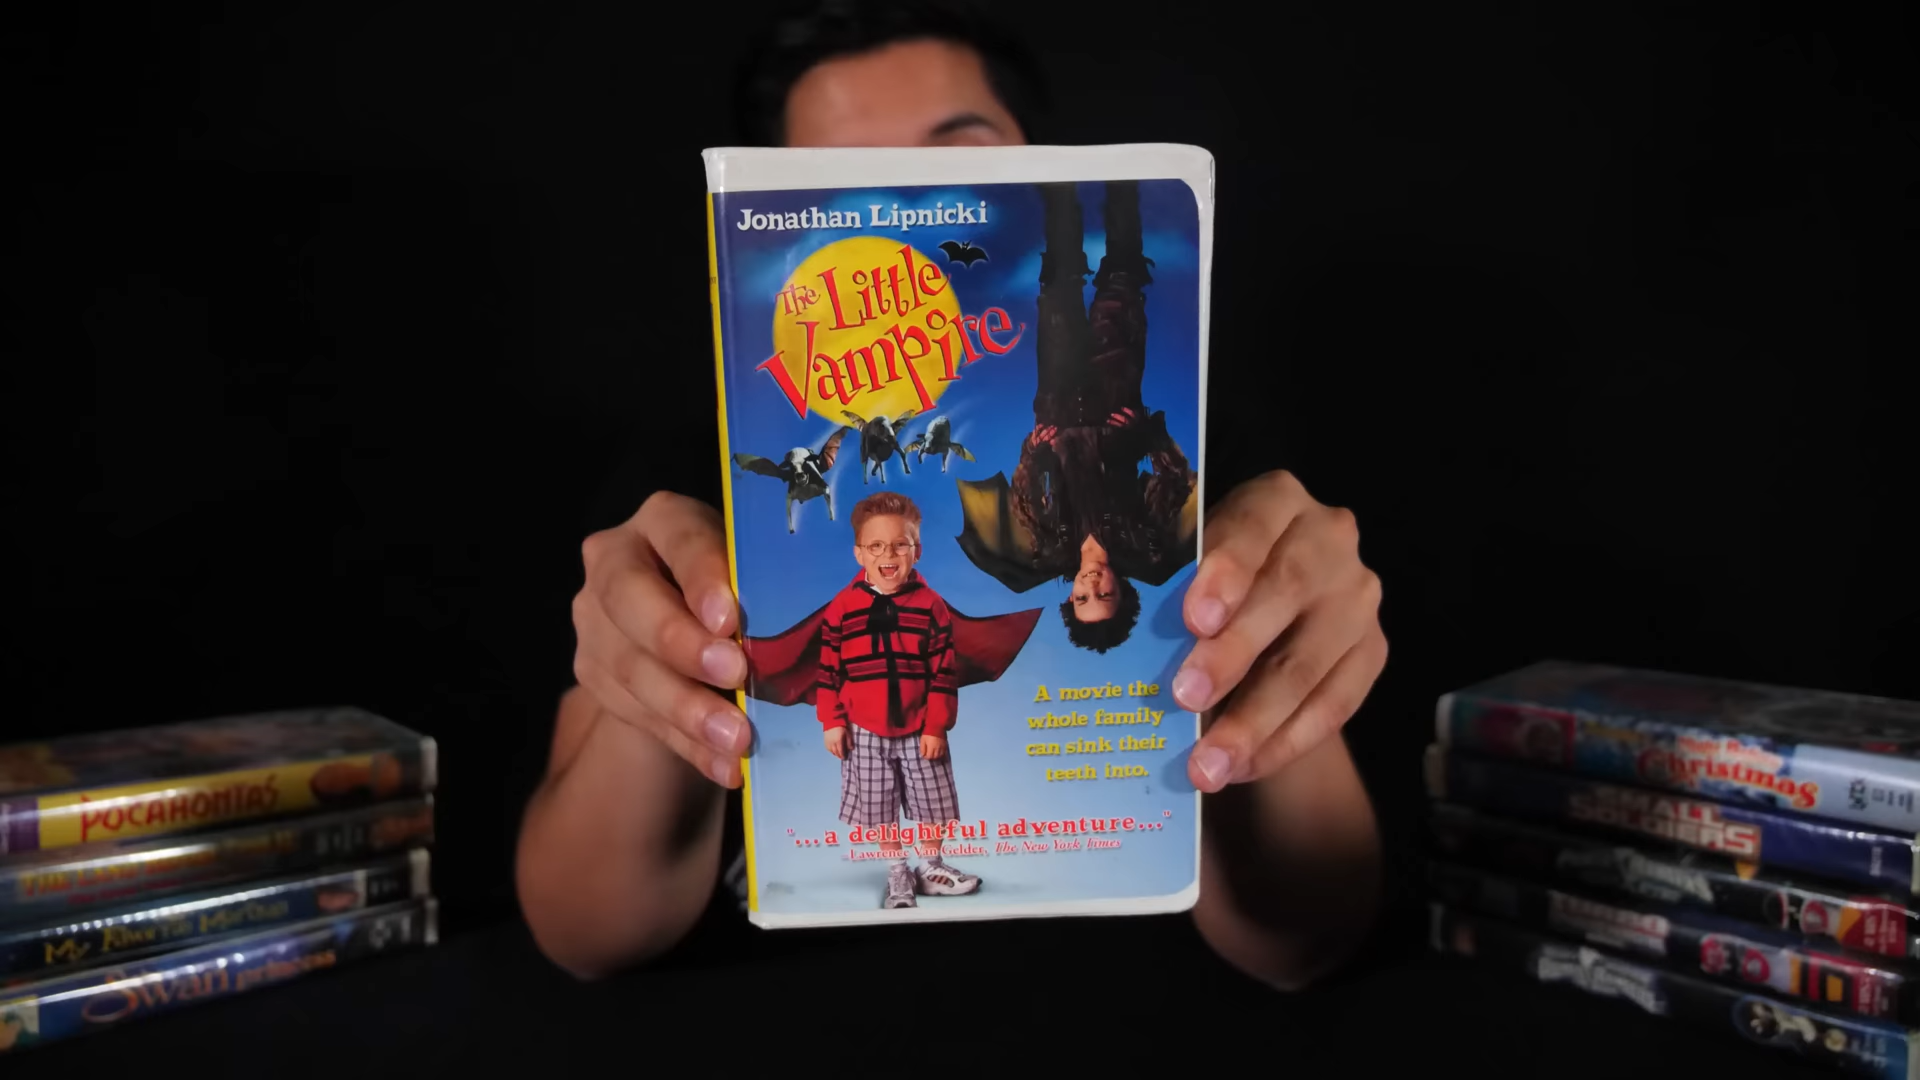 Jonathan Lipnicki
The Little
Vampire
A movie the
whole family
can sink their
teeth into.
"...a delightful adventure..."
-Lawrence Van Gelder, The New York Times
POCAHONTAS
My Favorite Martian
Swan princess
Christmas
SMALL
SOLDIERS